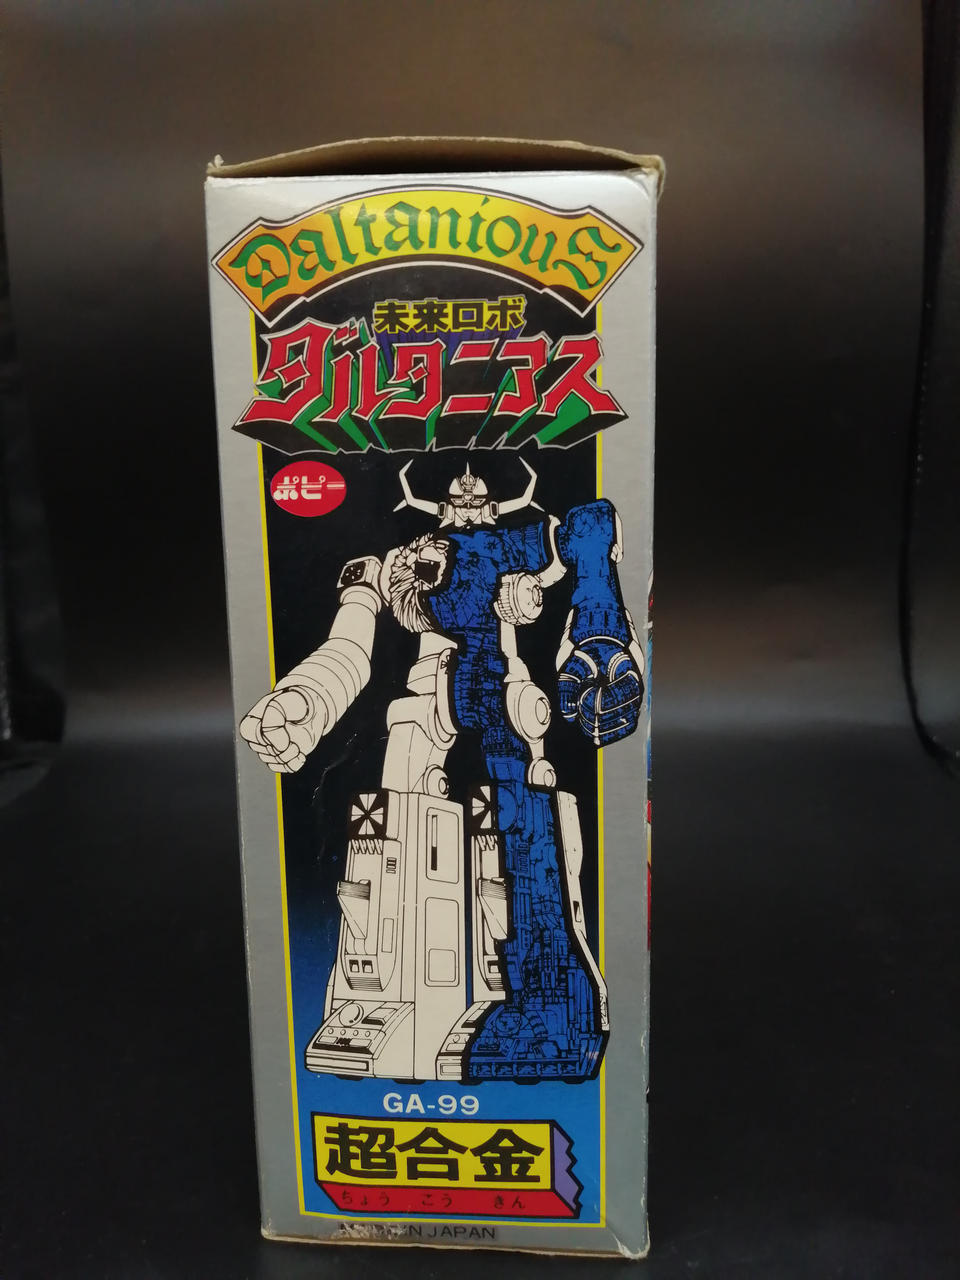 Daltanious
未来ロボ
ダルタニアス
ポピー
GA-99
超合金
ちょう ごう きん
IN JAPAN